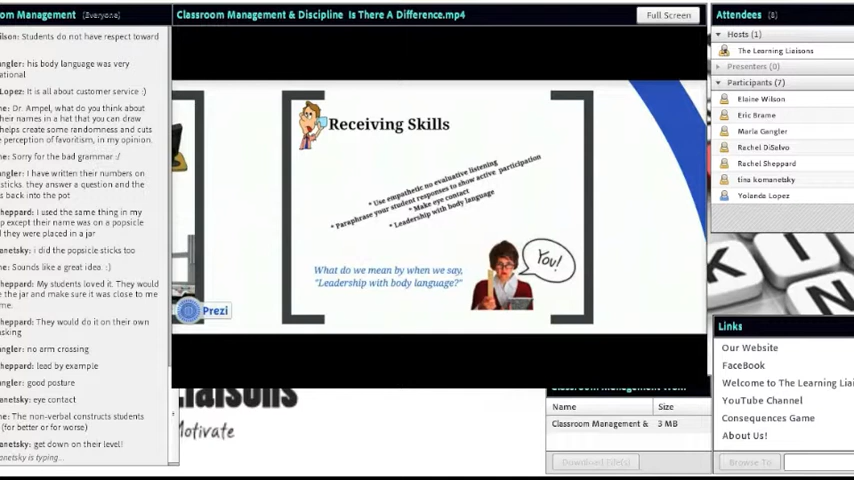 om Management (Everyone)
ilson: Students do not have respect toward
ngler: his body language was very
ational
Lopez: It is all about customer service :)
me: Dr. Ampel, what do you think about
their names in a hat that you can draw
helps create some randomness and cuts
e perception of favoritism, in my opinion.
me: Sorry for the bad grammar :/
ngler: I have written their numbers on
sticks. they answer a question and the
s back into the pot
heppard: I used the same thing in my
p except their name was on a popsicle
d they were placed in a jar
anetsky: i did the popsicle sticks too
me: Sounds like a great idea :)
heppard: My students loved it. They would
e the jar and make sure it was close to me
me.
heppard: They would do it on their own
asking
angler: no arm crossing
heppard: lead by example
angler: good posture
anetsky: eye contact
me: The non-verbal constructs students
(for better or for worse)
anetsky: get down on their level!
anetsky is typing...
Classroom Management & Discipline Is There A Difference.mp4
Full Screen
Receiving Skills
* Use empathetic no evaluative listening
* Paraphrase your student responses to show active participation
* Make eye contact
* Leadership with body language
What do we mean by when we say,
"Leadership with body language?"
You!
Prezi
Liaisons
Motivate
Name
Size
Classroom Management &
3 MB
Download File(s)
Attendees (8)
Hosts (1)
The Learning Liaisons
Presenters (0)
Participants (7)
Elaine Wilson
Eric Brame
Maria Gangler
Rachel DiSalvo
Rachel Sheppard
tina komanetsky
Yolanda Lopez
K I N
Links
Our Website
FaceBook
Welcome to The Learning Liai
YouTube Channel
Consequences Game
About Us!
Browse To